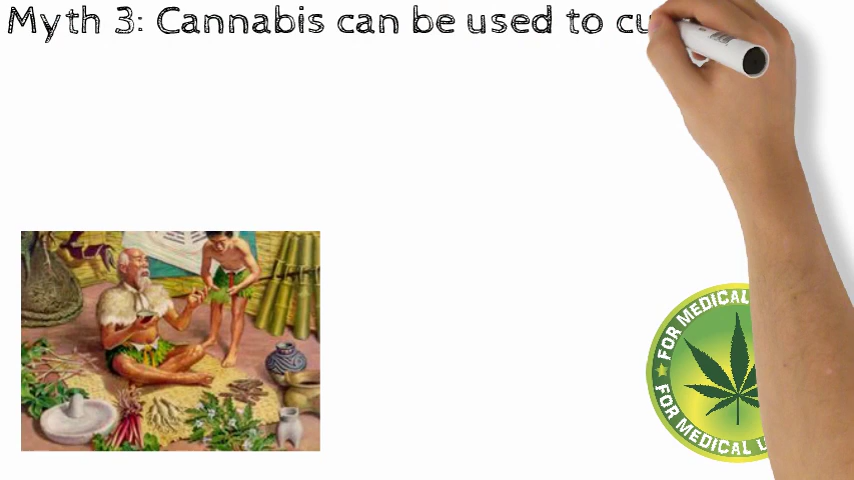 Myth 3: Cannabis can be used to cu
FOR MEDICAL
FOR MEDICAL U